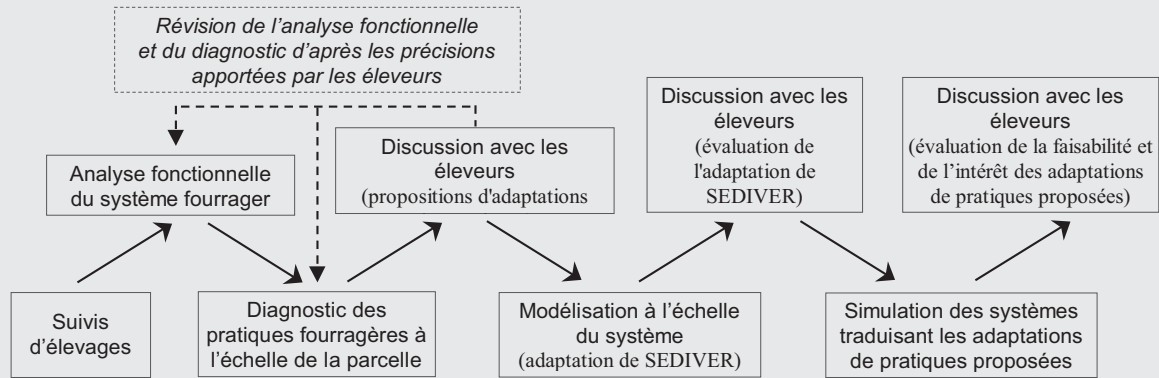 Révision de l’analyse fonctionnelle
et du diagnostic d’après les précisions
apportées par les éleveurs
Analyse fonctionnelle
du système fourrager
Discussion avec les
éleveurs
(propositions d'adaptations
Discussion avec les
éleveurs
(évaluation de
l'adaptation de
SEDIVER)
Discussion avec les
éleveurs
(évaluation de la faisabilité et
de l’intérêt des adaptations
de pratiques proposées)
Suivis
d’élevages
Diagnostic des
pratiques fourragères à
l’échelle de la parcelle
Modélisation à l’échelle
du système
(adaptation de SEDIVER)
Simulation des systèmes
traduisant les adaptations
de pratiques proposées